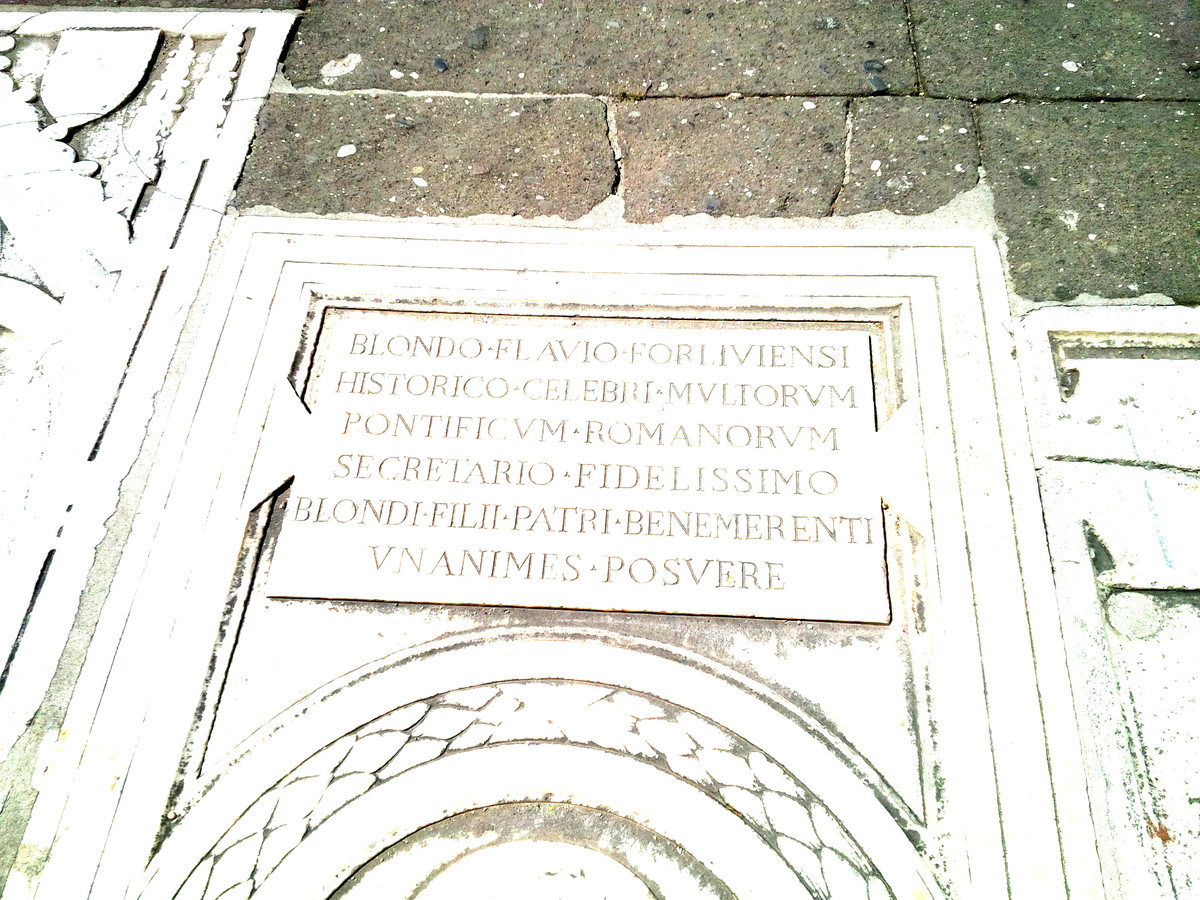 BLONDO·FLAVIO·FORLIVIENSI
HISTORICO·CELEBRI·MVLTORVM
PONTIFICVM·ROMANORVM
SECRETARIO·FIDELISSIMO
BLONDI·FILII·PATRI·BENEMERENTI
VNANIMES·POSVERE